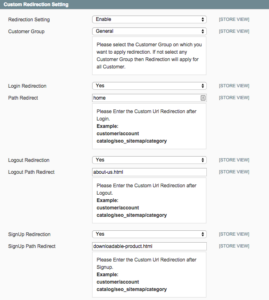 Custom Redirection Setting
Redirection Setting Enable [STORE VIEW]
Customer Group General [STORE VIEW]
Please select the Customer Group on which you
want to apply redirection. If not select any
Customer Group then Redirection will apply for
all Customer.
Login Redirection Yes [STORE VIEW]
Path Redirect home [STORE VIEW]
Please Enter the Custom Url Redirection after
Login.
Example:
customer/account
catalog/seo_sitemap/category
Logout Redirection Yes [STORE VIEW]
Logout Path Redirect about-us.html [STORE VIEW]
Please Enter the Custom Url Redirection after
Logout.
Example:
customer/account
catalog/seo_sitemap/category
SignUp Redirection Yes [STORE VIEW]
SignUp Path Redirect downloadable-product.html [STORE VIEW]
Please Enter the Custom Url Redirection after
Signup.
Example:
customer/account
catalog/seo_sitemap/category